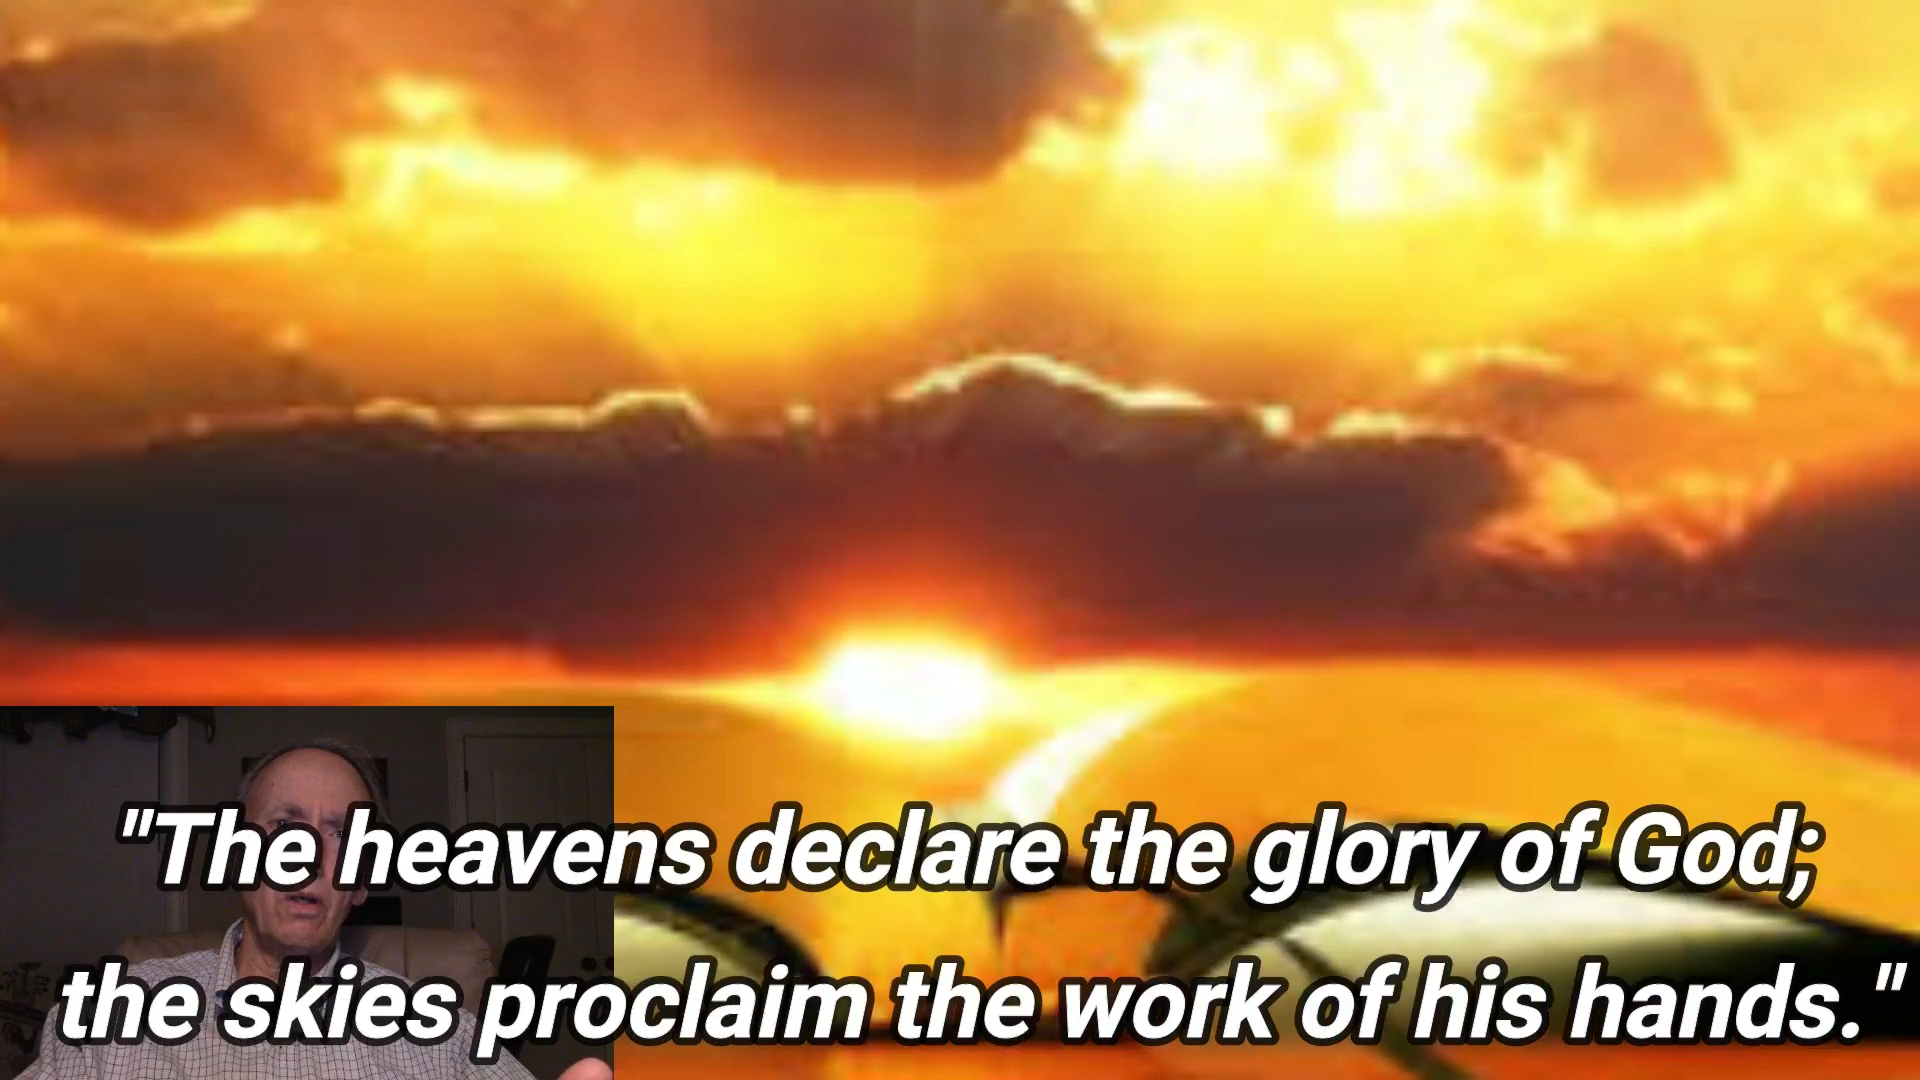 "The heavens declare the glory of God;
the skies proclaim the work of his hands."